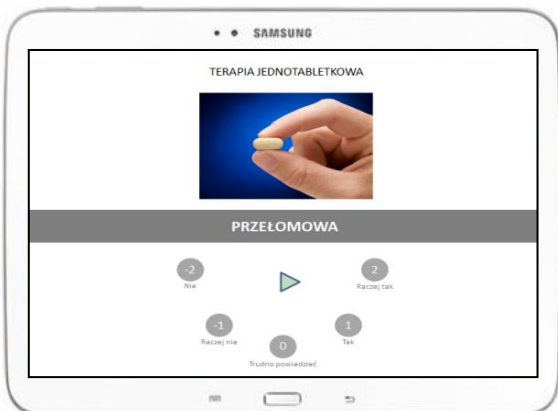 SAMSUNG
TERAPIA JEDNOTABLETKOWA
PRZEŁOMOWA
-2
Nie
2
Raczej tak
-1
Raczej nie
1
Tak
0
Trudno powiedzieć